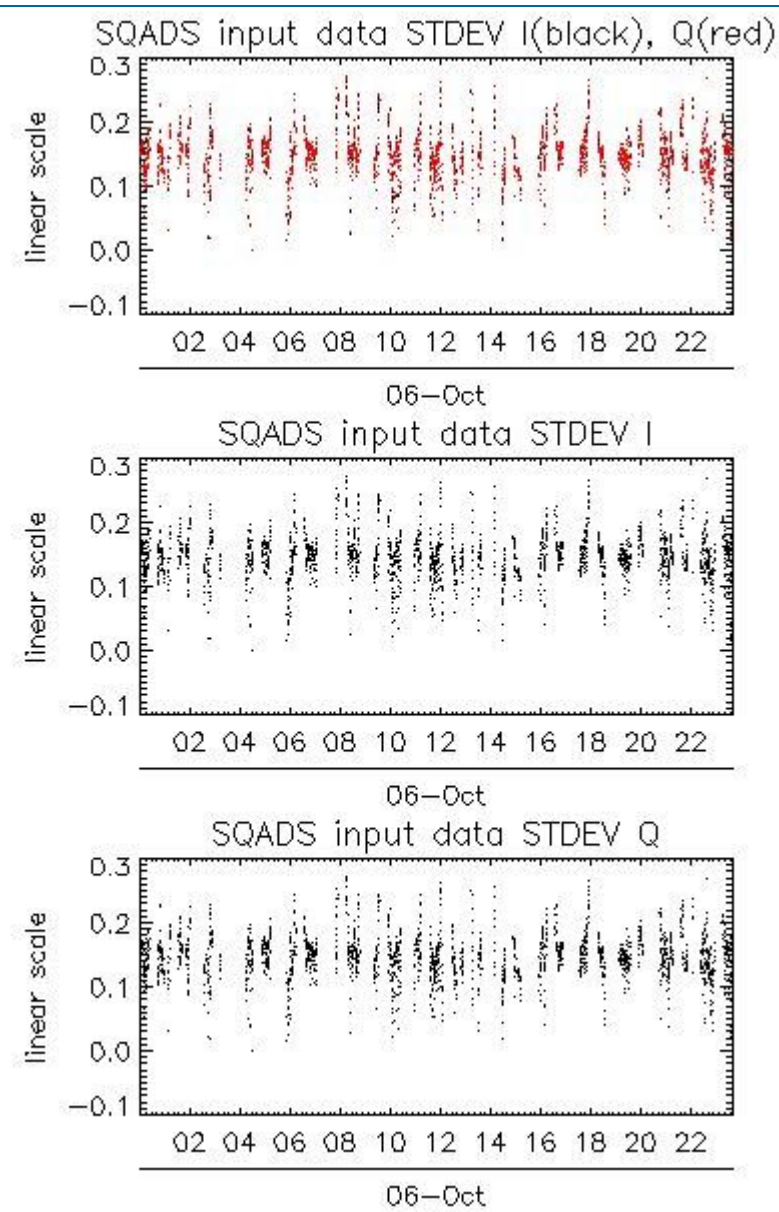 SQADS input data STDEV I(black), Q(red)
0.3
0.2
0.1
0.0
-0.1
linear scale
02 04 06 08 10 12 14 16 18 20 22
06-Oct
SQADS input data STDEV I
0.3
0.2
0.1
0.0
-0.1
linear scale
02 04 06 08 10 12 14 16 18 20 22
06-Oct
SQADS input data STDEV Q
0.3
0.2
0.1
0.0
-0.1
linear scale
02 04 06 08 10 12 14 16 18 20 22
06-Oct